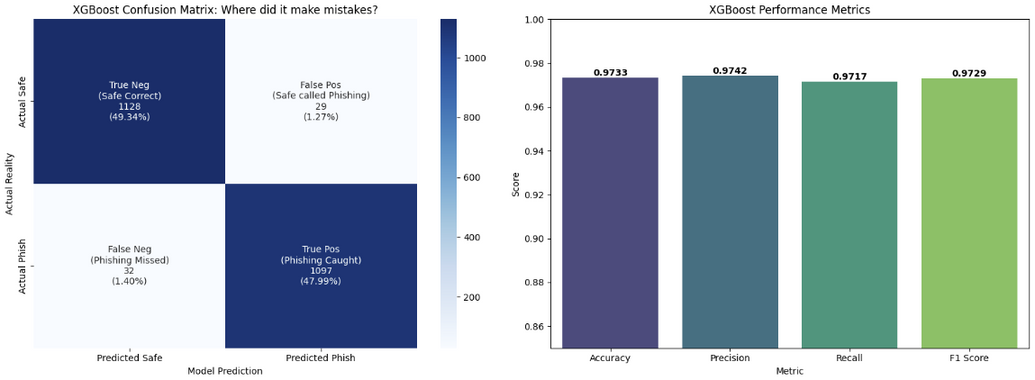 XGBoost Confusion Matrix: Where did it make mistakes?
Actual Reality
Actual Safe
Actual Phish
True Neg
(Safe Correct)
1128
(49.34%)
False Pos
(Safe called Phishing)
29
(1.27%)
False Neg
(Phishing Missed)
32
(1.40%)
True Pos
(Phishing Caught)
1097
(47.99%)
Predicted Safe
Predicted Phish
Model Prediction
1000
800
600
400
200
XGBoost Performance Metrics
Score
1.00
0.98
0.96
0.94
0.92
0.90
0.88
0.86
0.9733
0.9742
0.9717
0.9729
Accuracy
Precision
Recall
F1 Score
Metric